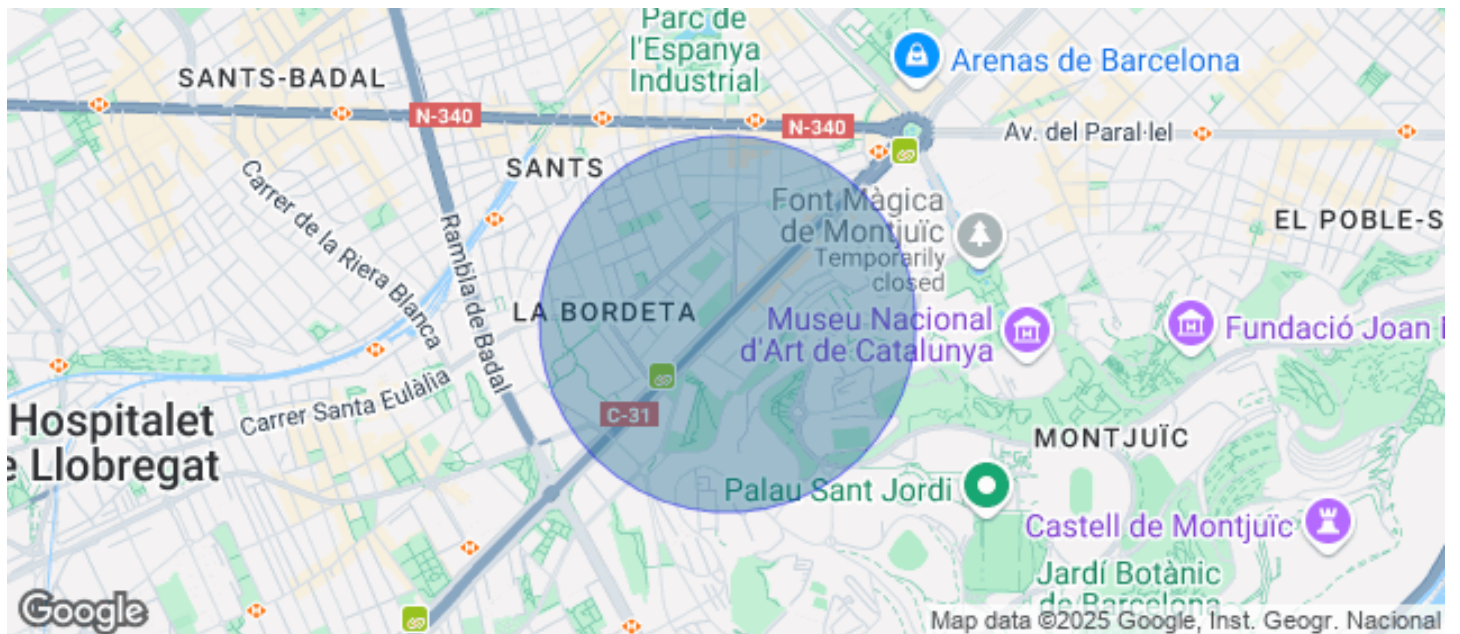 Parc de
l'Espanya
Industrial
Arenas de Barcelona
SANTS-BADAL
N-340
N-340
Av. del Paral·lel
SANTS
Carrer de la Riera Blanca
Rambla de Badal
Font Màgica
de Montjuïc
Temporarily
closed
EL POBLE-S
LA BORDETA
Museu Nacional
d'Art de Catalunya
Fundació Joan
Carrer Santa Eulàlia
C-31
Hospitalet
e Llobregat
MONTJUÏC
Palau Sant Jordi
Castell de Montjuïc
Jardí Botànic
de Barcelona
Google
Map data ©2025 Google, Inst. Geogr. Nacional